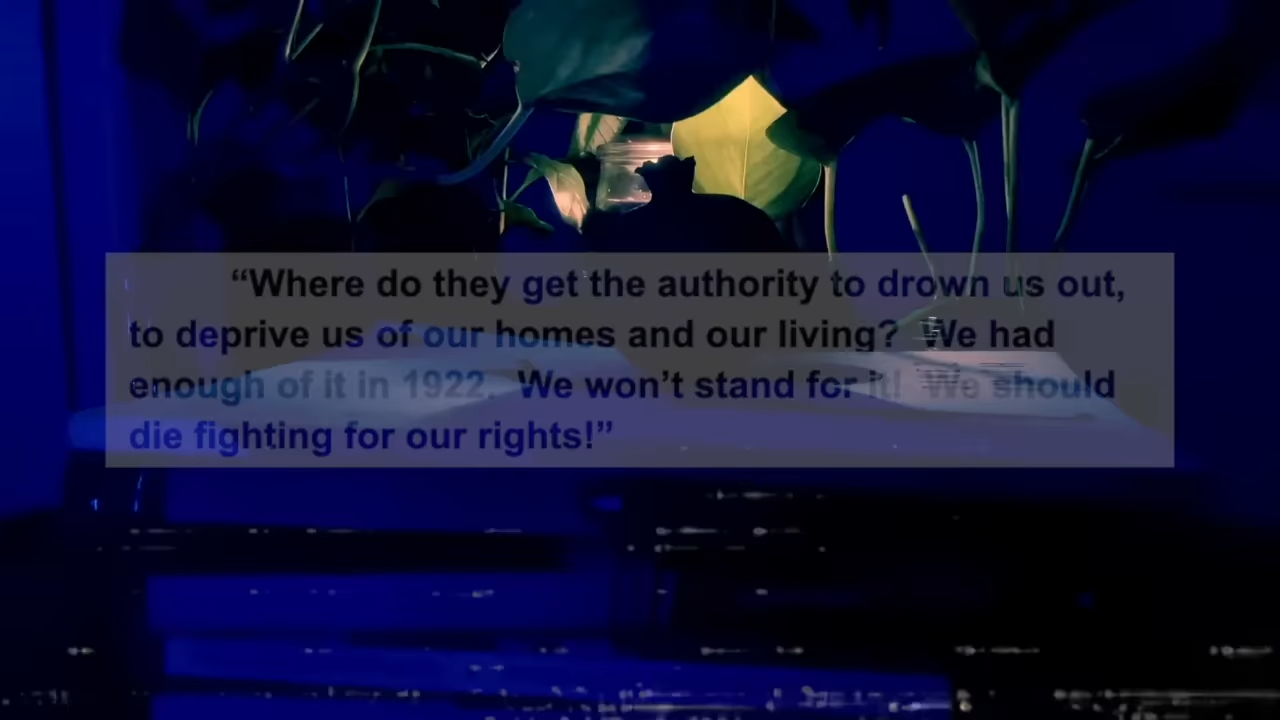 “Where do they get the authority to drown us out,
to deprive us of our homes and our living?  We had
enough of it in 1922.  We won’t stand for it!  We should
die fighting for our rights!”